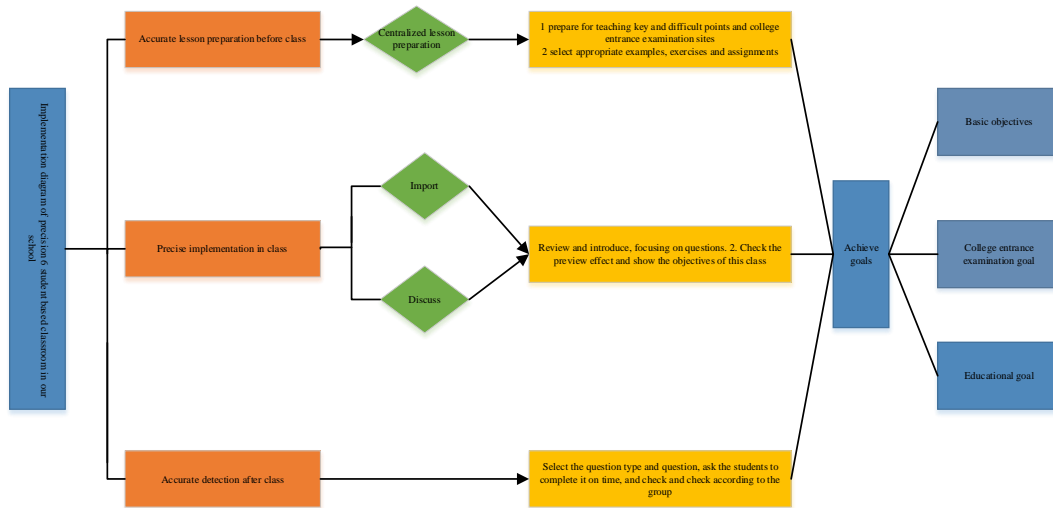 Implementation diagram of precision 6 student based classroom in our
school
Accurate lesson preparation before class
Centralized lesson
preparation
1 prepare for teaching key and difficult points and college
entrance examination sites
2 select appropriate examples, exercises and assignments
Precise implementation in class
Import
Discuss
Review and introduce, focusing on questions. 2. Check the
preview effect and show the objectives of this class
Accurate detection after class
Select the question type and question, ask the students to
complete it on time, and check and check according to the
group
Achieve
goals
Basic objectives
College entrance
examination goal
Educational goal